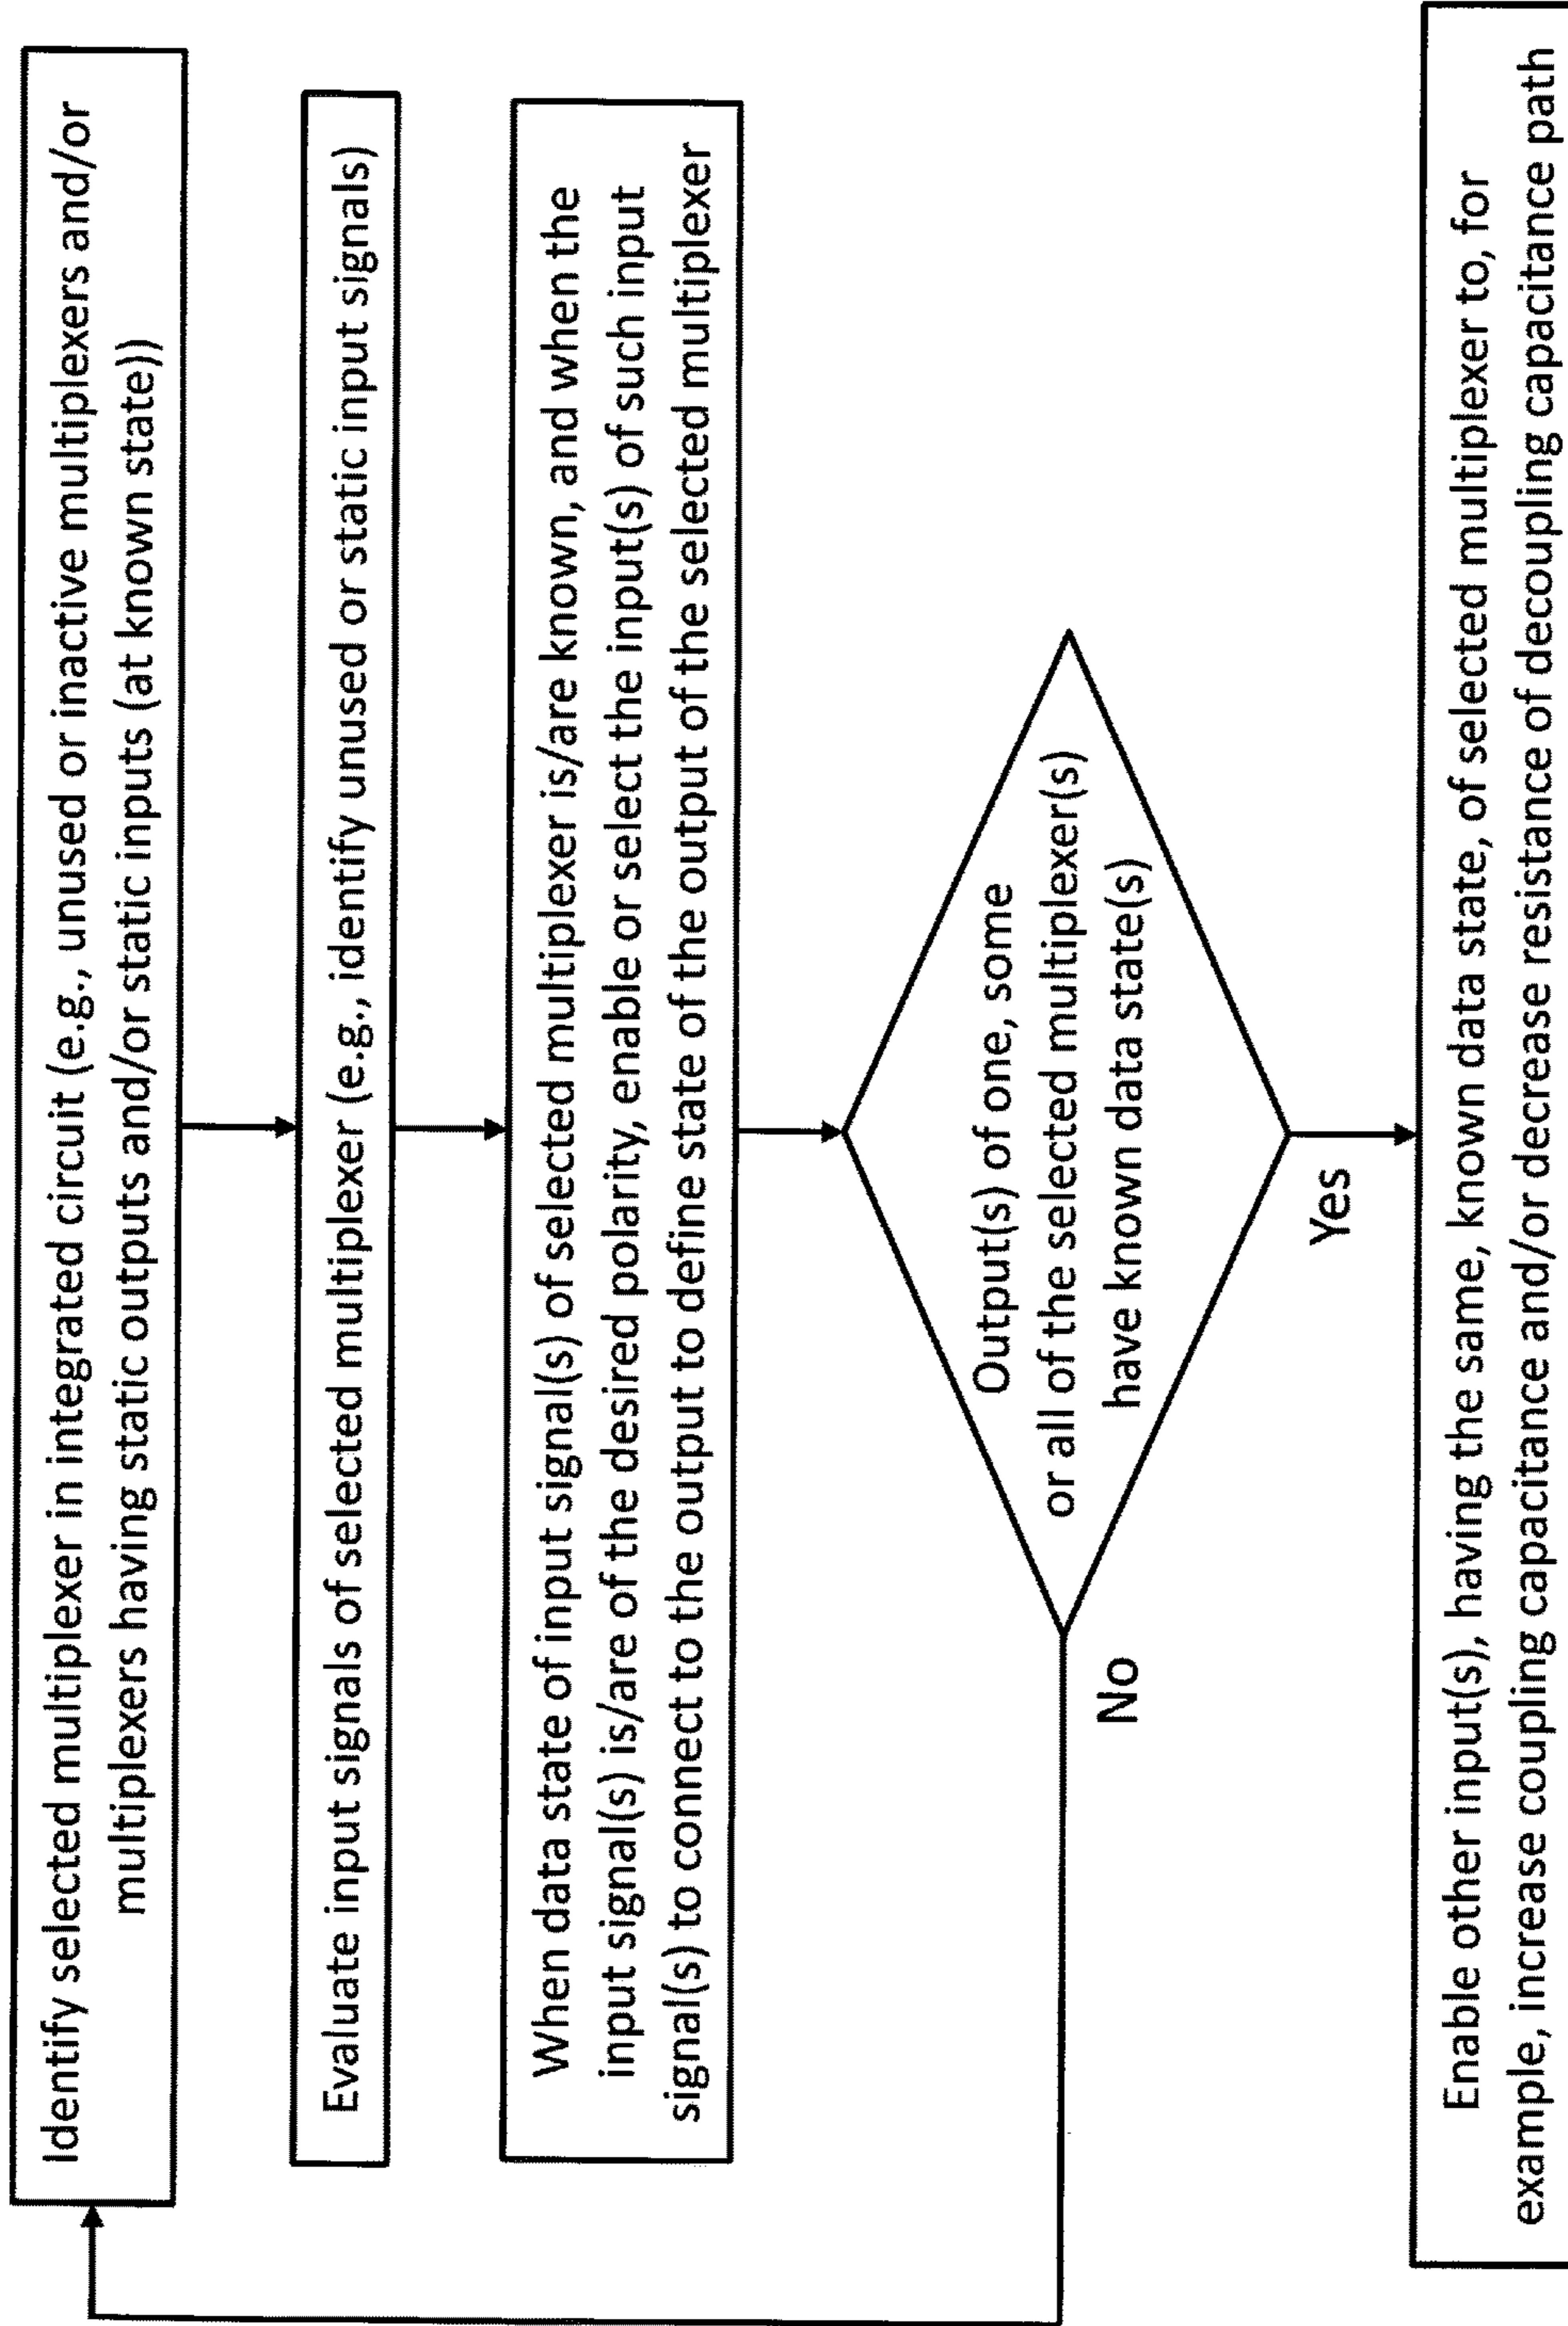 Identify selected multiplexer in integrated circuit (e.g., unused or inactive multiplexers and/or
multiplexers having static outputs and/or static inputs (at known state))
Evaluate input signals of selected multiplexer (e.g., identify unused or static input signals)
When data state of input signal(s) of selected multiplexer is/are known, and when the
input signal(s) is/are of the desired polarity, enable or select the input(s) of such input
signal(s) to connect to the output to define state of the output of the selected multiplexer
Output(s) of one, some
or all of the selected multiplexer(s)
have known data state(s)
No
Yes
Enable other input(s), having the same, known data state, of selected multiplexer to, for
example, increase coupling capacitance and/or decrease resistance of decoupling capacitance path